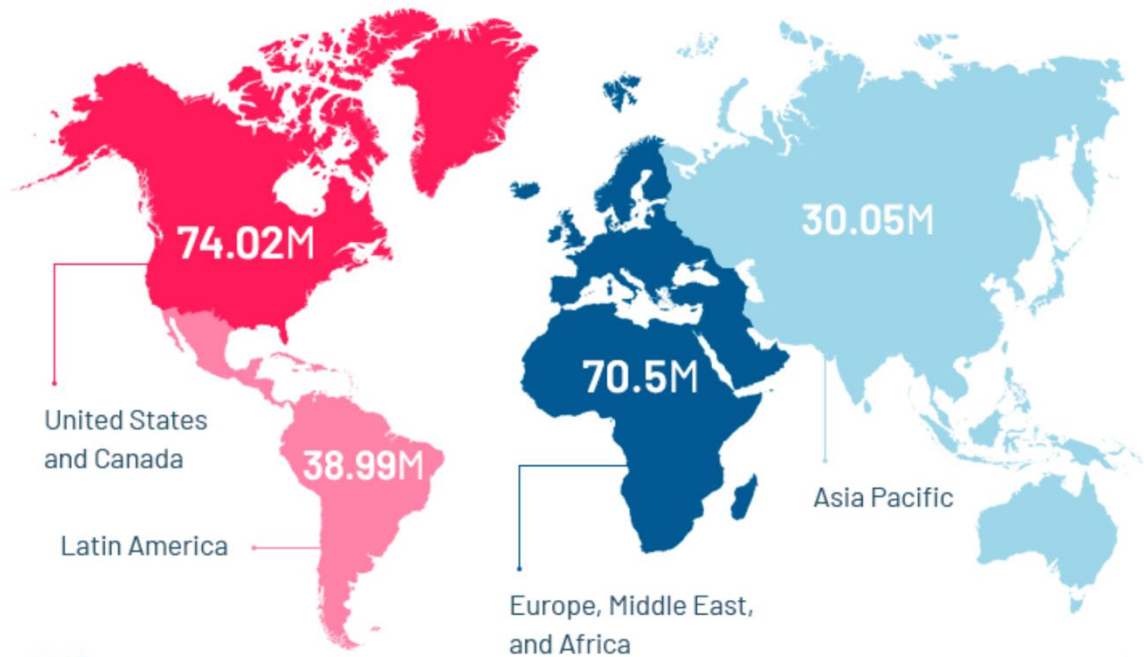 74.02M
30.05M
70.5M
United States
and Canada
38.99M
Asia Pacific
Latin America
Europe, Middle East,
and Africa